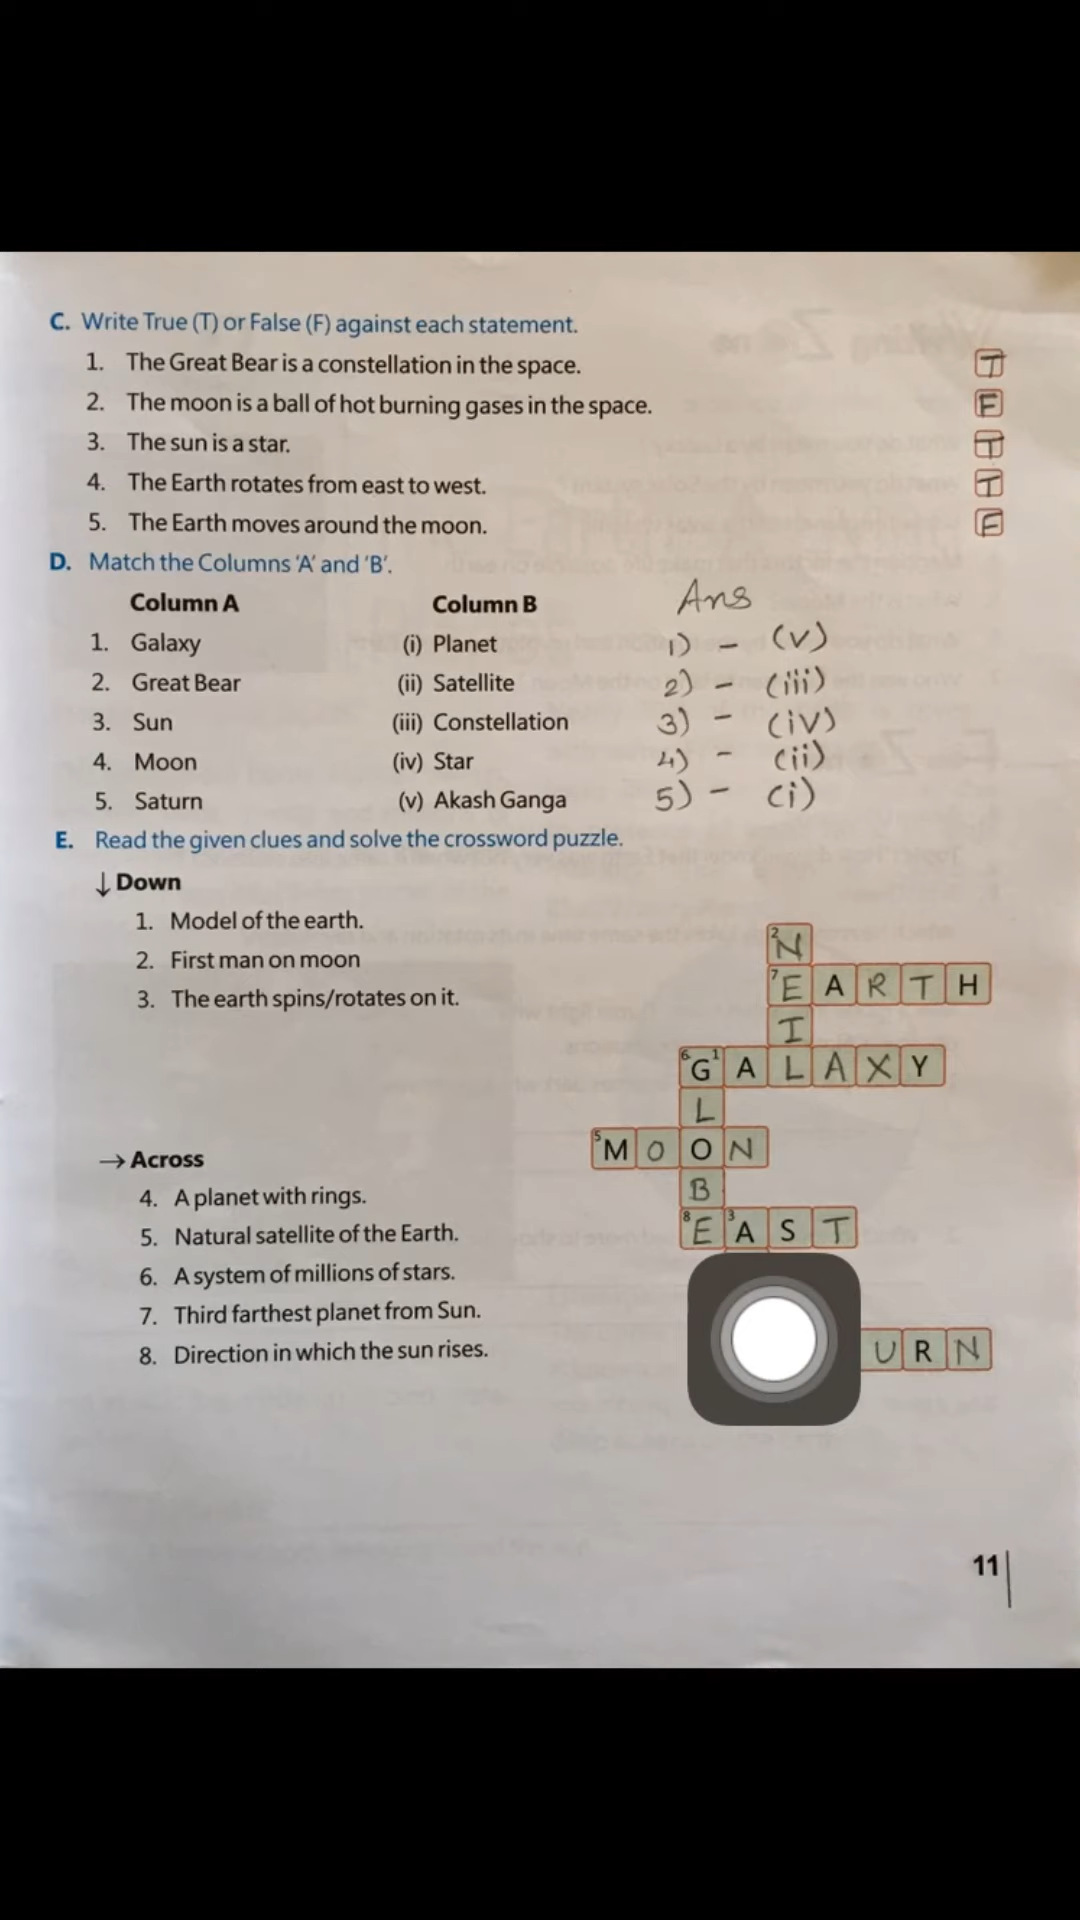 C. Write True (T) or False (F) against each statement.
1. The Great Bear is a constellation in the space. T
2. The moon is a ball of hot burning gases in the space. F
3. The sun is a star. T
4. The Earth rotates from east to west. T
5. The Earth moves around the moon. F
D. Match the Columns 'A' and 'B'.
Column A Column B Ans
1. Galaxy (i) Planet 1) - (v)
2. Great Bear (ii) Satellite 2) - (iii)
3. Sun (iii) Constellation 3) - (iv)
4. Moon (iv) Star 4) - (ii)
5. Saturn (v) Akash Ganga 5) - (i)
E. Read the given clues and solve the crossword puzzle.
↓ Down
1. Model of the earth.
2. First man on moon
3. The earth spins/rotates on it.
2 N
7 E A R T H
I
6 G 1 A L A X Y
L
5 M O O N
B
8 E 3 A S T
→ Across
4. A planet with rings.
5. Natural satellite of the Earth.
6. A system of millions of stars.
7. Third farthest planet from Sun.
8. Direction in which the sun rises.
U R N
11